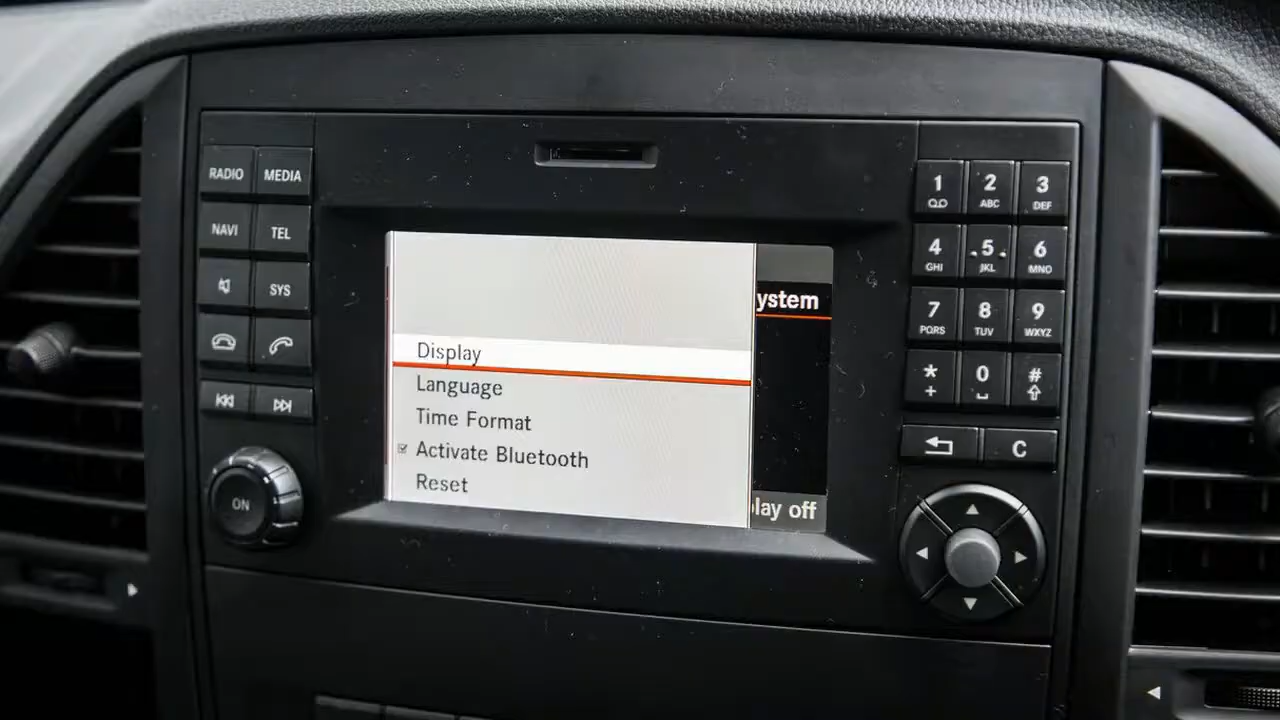 RADIO MEDIA
NAVI TEL
SYS
ON
Display
Language
Time Format
Activate Bluetooth
Reset
ystem
lay off
1 2 ABC 3 DEF
4 GHI 5 JKL 6 MNO
7 PQRS 8 TUV 9 WXYZ
* + 0 #
C